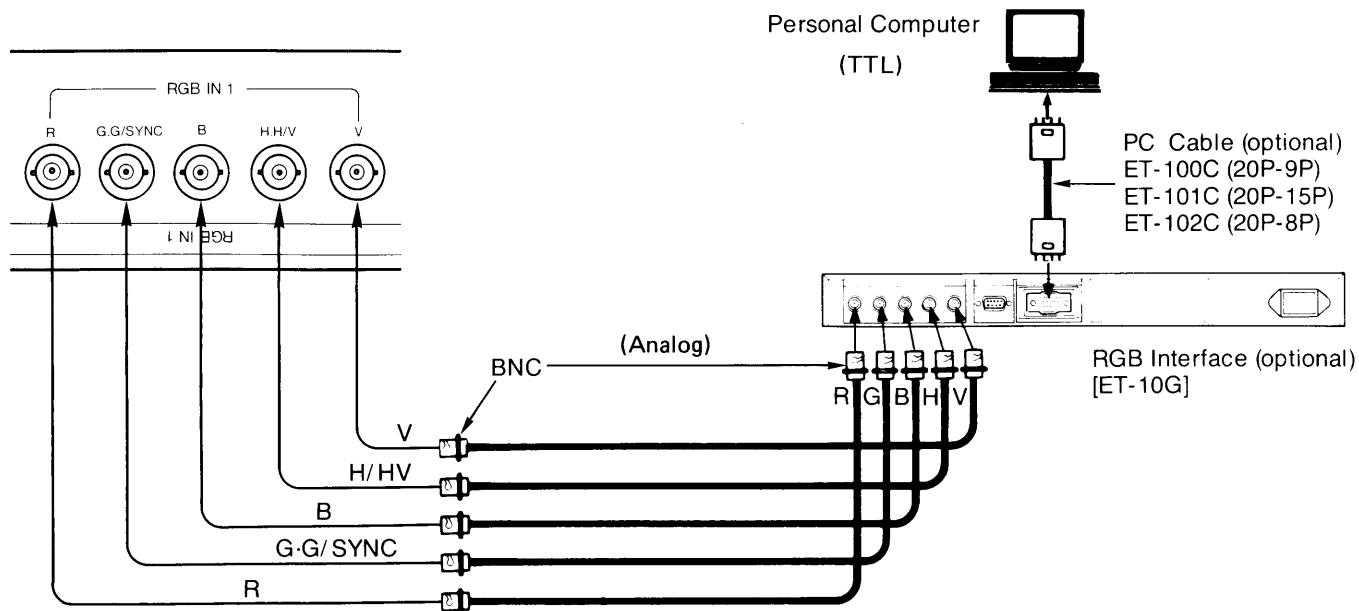 Personal Computer
(TTL)
RGB IN 1
R
G.G/SYNC
B
H.H/V
V
RGB IN 1
PC Cable (optional)
ET-100C (20P-9P)
ET-101C (20P-15P)
ET-102C (20P-8P)
(Analog)
BNC
RGB Interface (optional)
[ET-10G]
R
G
B
H
V
V
H/HV
B
G·G/SYNC
R